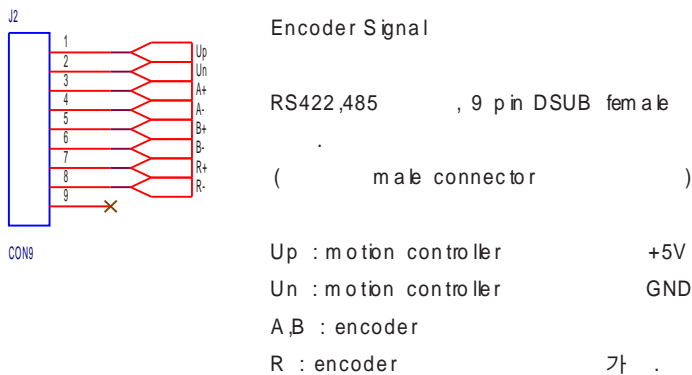 J2
1
2
3
4
5
6
7
8
9
Up
Un
A+
A-
B+
B-
R+
R-
CON9
Encoder Signal
RS422,485 , 9 pin DSUB female
.
( male connector )
Up : motion controller +5V
Un : motion controller GND
A,B : encoder
R : encoder 가 .